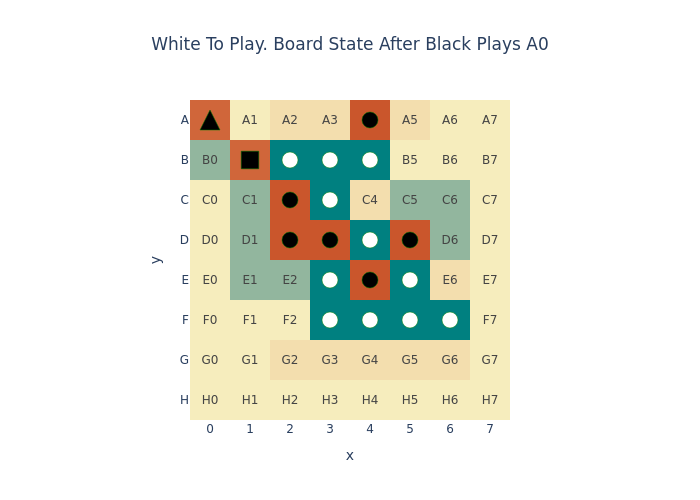 White To Play. Board State After Black Plays A0
A A1 A2 A3 A5 A6 A7
B B0 B5 B6 B7
C C0 C1 C4 C5 C6 C7
D D0 D1 D6 D7
E E0 E1 E2 E6 E7
F F0 F1 F2 F7
G G0 G1 G2 G3 G4 G5 G6 G7
H H0 H1 H2 H3 H4 H5 H6 H7
0 1 2 3 4 5 6 7
x
y